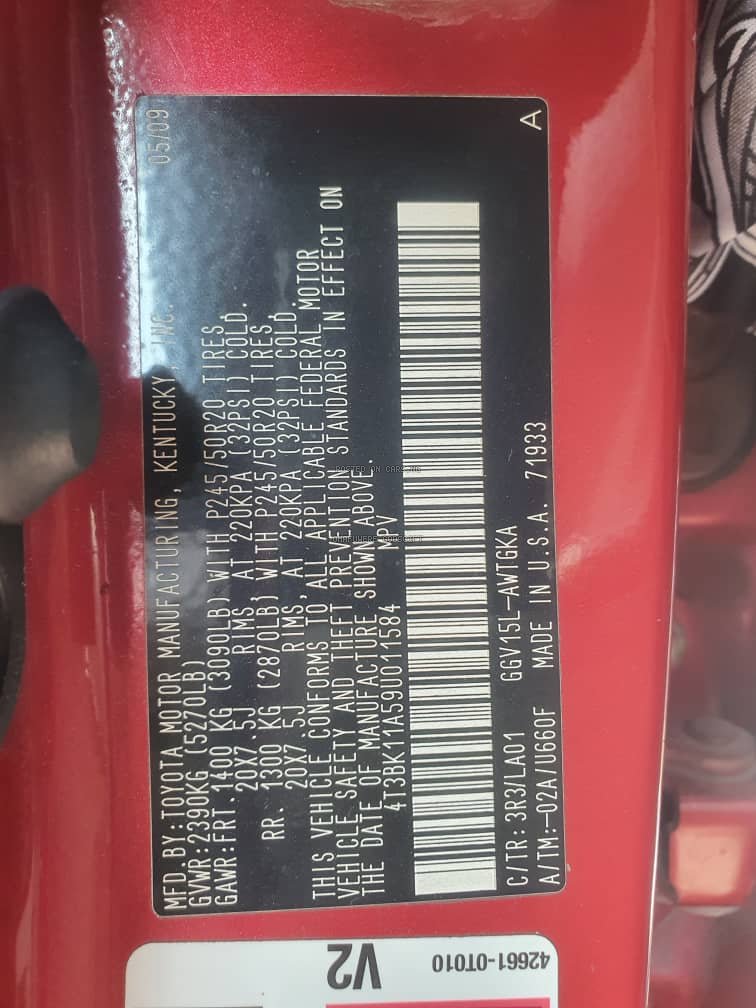 MFD.BY:TOYOTA MOTOR MANUFACTURING, KENTUCKY, INC. 05/09
GVWR:2390KG (5270LB)
GAWR:FRT.1400 KG (3090LB) WITH P245/50R20 TIRES,
20X7.5J RIMS, AT 220KPA (32PSI) COLD.
RR. 1300 KG (2870LB) WITH P245/50R20 TIRES,
20X7.5J RIMS, AT 220KPA (32PSI) COLD.
THIS VEHICLE CONFORMS TO ALL APPLICABLE FEDERAL MOTOR
VEHICLE SAFETY AND THEFT PREVENTION STANDARDS IN EFFECT ON
THE DATE OF MANUFACTURE SHOWN ABOVE.
4T3BK11A59U011584 MPV
C/TR: 3R3/LA01 GGV15L-AWTGKA
A/TM:-02A/U660F MADE IN U.S.A. 71933 A
V2
42661-0T010